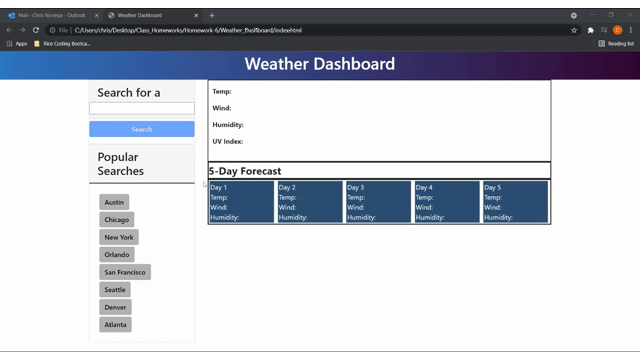 Mail - Chris Noriega - Outlook
Weather Dashboard
File
C:/Users/chris/Desktop/Class_Homeworks/Homework-6/Weather_Dashboard/index.html
Apps
Rice Coding Bootca...
Reading list
Weather Dashboard
Search for a
Search
Popular
Searches
Austin
Chicago
New York
Orlando
San Francisco
Seattle
Denver
Atlanta
Temp:
Wind:
Humidity:
UV Index:
5-Day Forecast
Day 1 Day 2 Day 3 Day 4 Day 5
Temp: Temp: Temp: Temp: Temp:
Wind: Wind: Wind: Wind: Wind:
Humidity: Humidity: Humidity: Humidity: Humidity: